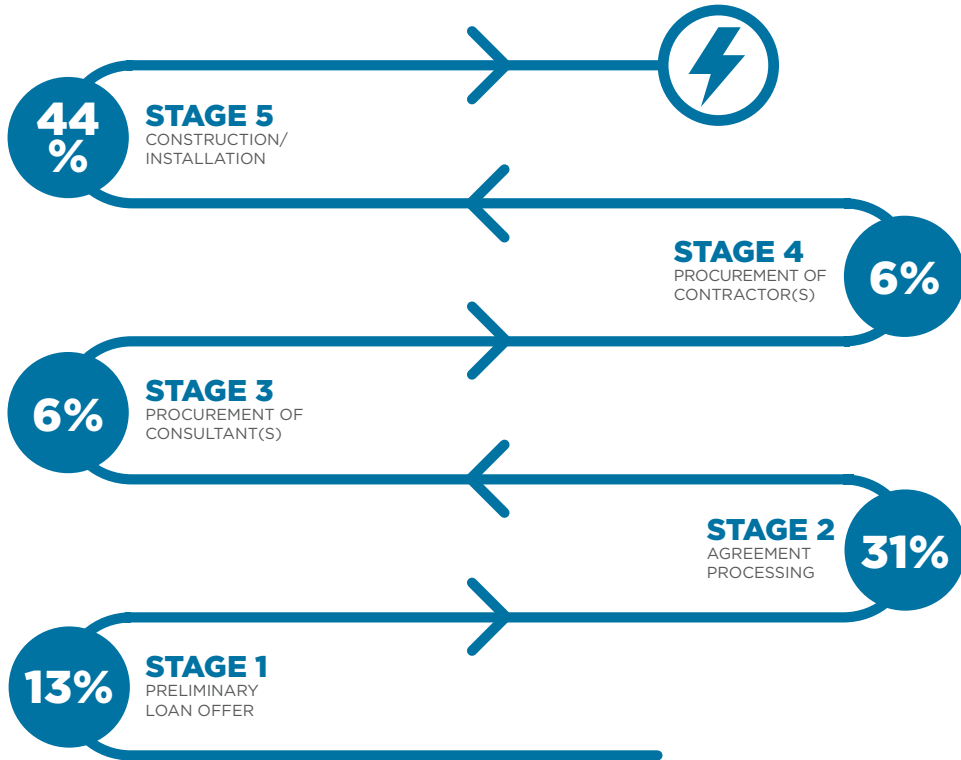 44
%
STAGE 5
CONSTRUCTION/
INSTALLATION
STAGE 4
PROCUREMENT OF
CONTRACTOR(S)
6%
6%
STAGE 3
PROCUREMENT OF
CONSULTANT(S)
STAGE 2
AGREEMENT
PROCESSING
31%
13%
STAGE 1
PRELIMINARY
LOAN OFFER